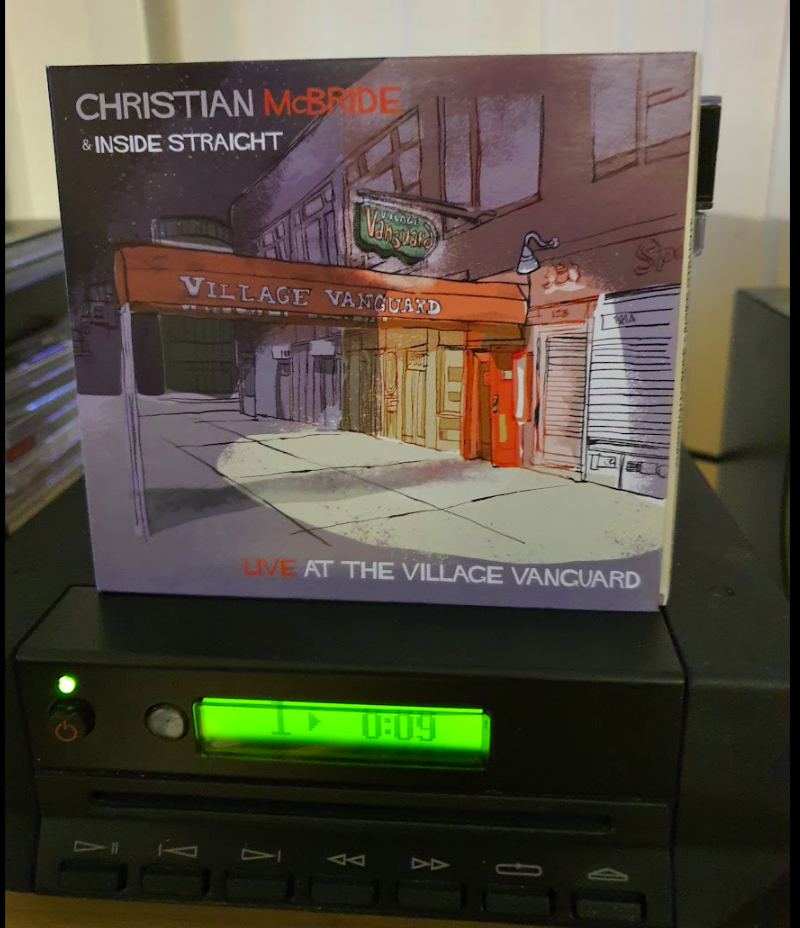 CHRISTIAN McBRIDE
& INSIDE STRAIGHT
Village
Vanguard
VILLAGE VANGUARD
LIVE AT THE VILLAGE VANGUARD
1 0:09